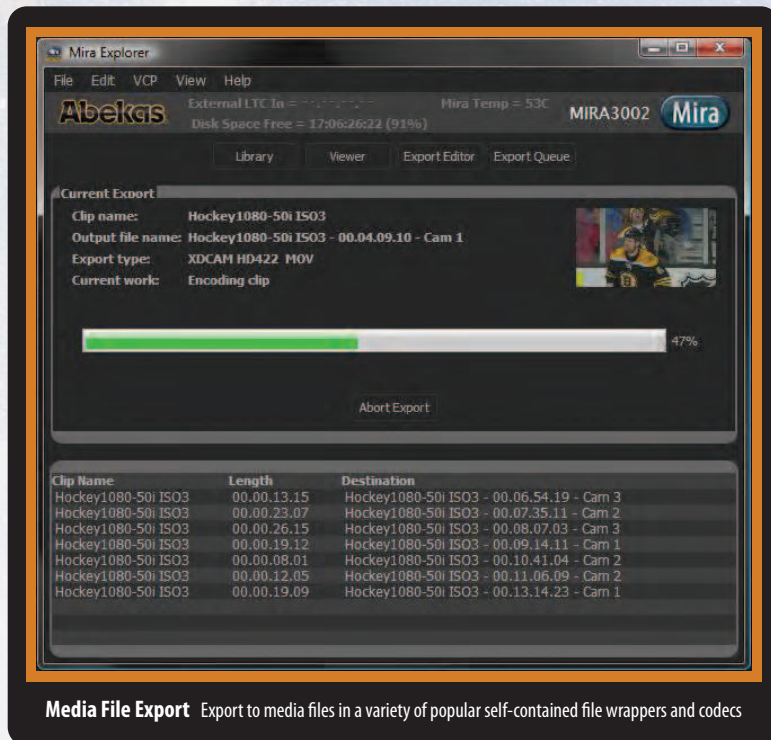 Mira Explorer
File Edit VCP View Help
Abekas
External LTC In = --.--.--.--
Mira Temp = 53C
MIRA3002
Mira
Disk Space Free = 17:06:26:22 (91%)
Library Viewer Export Editor Export Queue
Current Export
Clip name: Hockey1080-50i ISO3
Output file name: Hockey1080-50i ISO3 - 00.04.09.10 - Cam 1
Export type: XDCAM HD422 MOV
Current work: Encoding clip
47%
Abort Export
Clip Name Length Destination
Hockey1080-50i ISO3 00.00.13.15 Hockey1080-50i ISO3 - 00.06.54.19 - Cam 3
Hockey1080-50i ISO3 00.00.23.07 Hockey1080-50i ISO3 - 00.07.35.11 - Cam 2
Hockey1080-50i ISO3 00.00.26.15 Hockey1080-50i ISO3 - 00.08.07.03 - Cam 3
Hockey1080-50i ISO3 00.00.19.12 Hockey1080-50i ISO3 - 00.09.14.11 - Cam 1
Hockey1080-50i ISO3 00.00.08.01 Hockey1080-50i ISO3 - 00.10.41.04 - Cam 2
Hockey1080-50i ISO3 00.00.12.05 Hockey1080-50i ISO3 - 00.11.06.09 - Cam 2
Hockey1080-50i ISO3 00.00.19.09 Hockey1080-50i ISO3 - 00.13.14.23 - Cam 1
Media File Export Export to media files in a variety of popular self-contained file wrappers and codecs